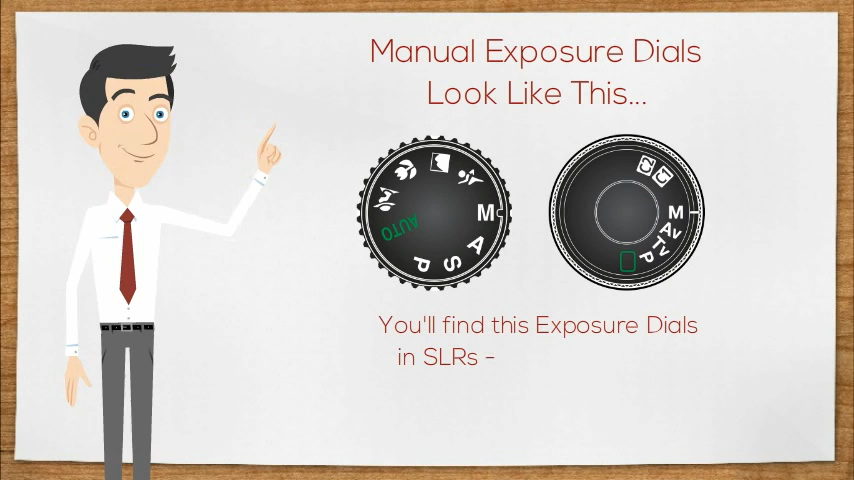 Manual Exposure Dials
Look Like This...
M
A
S
P
AUTO
M
Av
Tv
P
You'll find this Exposure Dials
in SLRs -